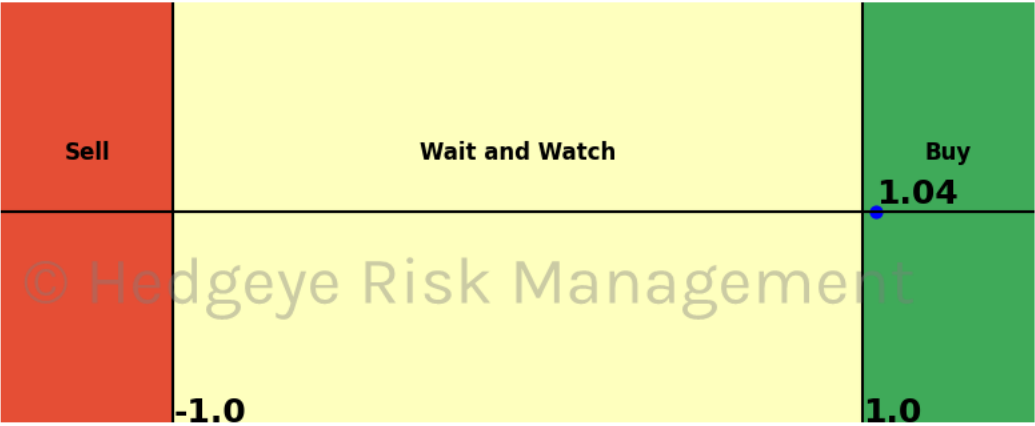 Sell
Wait and Watch
Buy
1.04
© Hedgeye Risk Management
-1.0
1.0